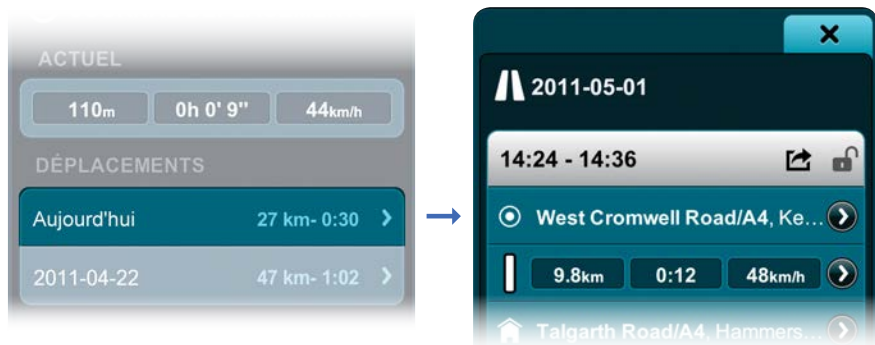 ACTUEL
110m 0h 0' 9'' 44km/h
DÉPLACEMENTS
Aujourd'hui 27 km- 0:30
2011-04-22 47 km- 1:02
2011-05-01
14:24 - 14:36
West Cromwell Road/A4, Ke...
9.8km 0:12 48km/h
Talgarth Road/A4, Hammers...